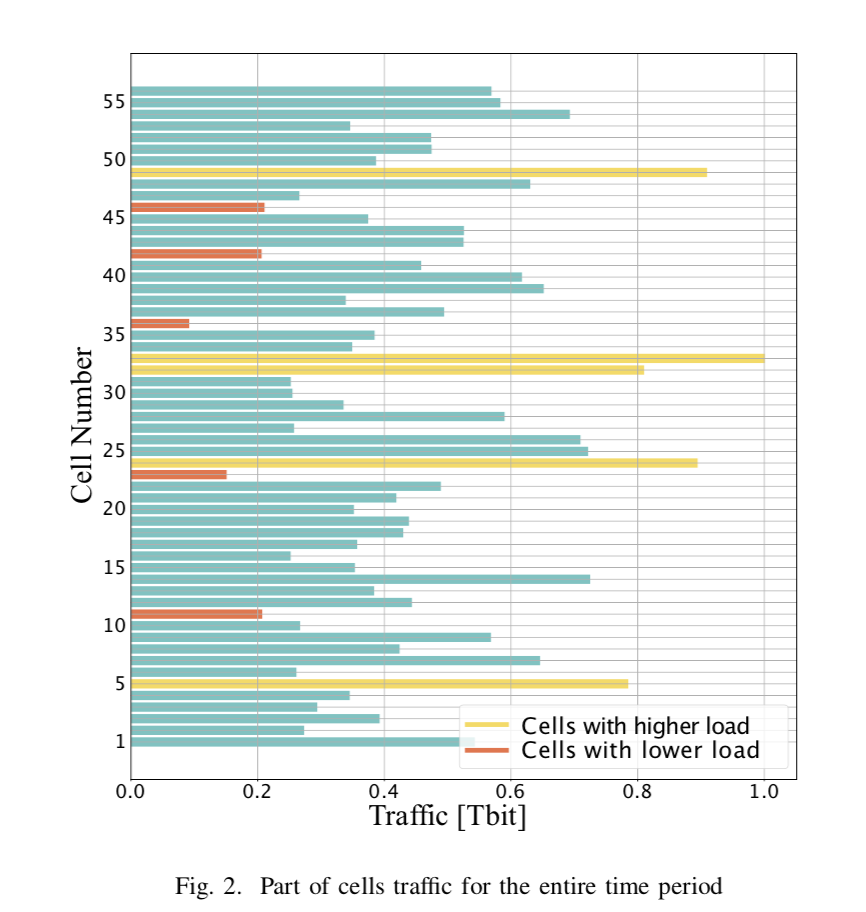 55
50
45
40
35
30
25
20
15
10
5
1
Cell Number
Cells with higher load
Cells with lower load
0.0 0.2 0.4 0.6 0.8 1.0
Traffic [Tbit]
Fig. 2. Part of cells traffic for the entire time period